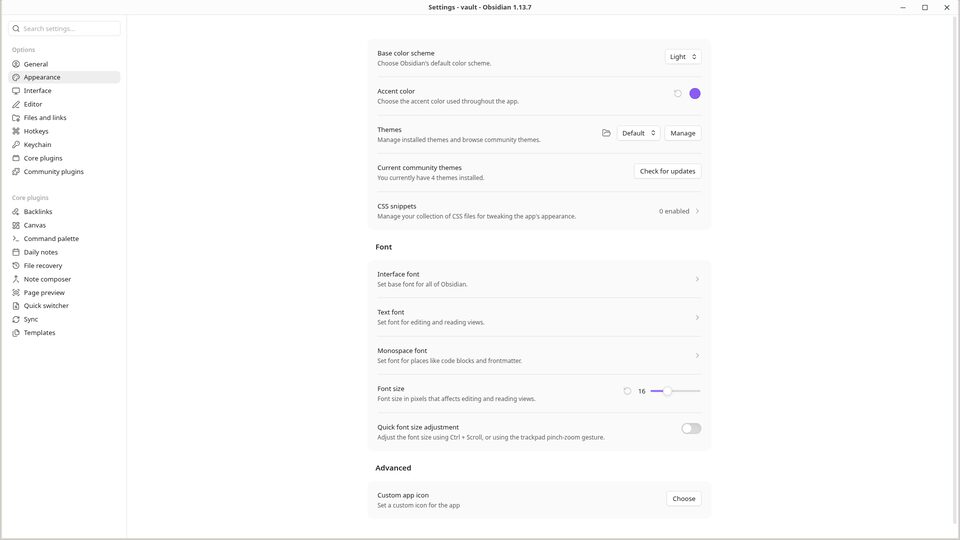 Settings - vault - Obsidian 1.13.7
Search settings...
Options
General
Appearance
Interface
Editor
Files and links
Hotkeys
Keychain
Core plugins
Community plugins
Core plugins
Backlinks
Canvas
Command palette
Daily notes
File recovery
Note composer
Page preview
Quick switcher
Sync
Templates
Base color scheme
Choose Obsidian's default color scheme.
Light
Accent color
Choose the accent color used throughout the app.
Themes
Manage installed themes and browse community themes.
Default
Manage
Current community themes
You currently have 4 themes installed.
Check for updates
CSS snippets
Manage your collection of CSS files for tweaking the app's appearance.
0 enabled
Font
Interface font
Set base font for all of Obsidian.
Text font
Set font for editing and reading views.
Monospace font
Set font for places like code blocks and frontmatter.
Font size
Font size in pixels that affects editing and reading views.
16
Quick font size adjustment
Adjust the font size using Ctrl + Scroll, or using the trackpad pinch-zoom gesture.
Advanced
Custom app icon
Set a custom icon for the app
Choose